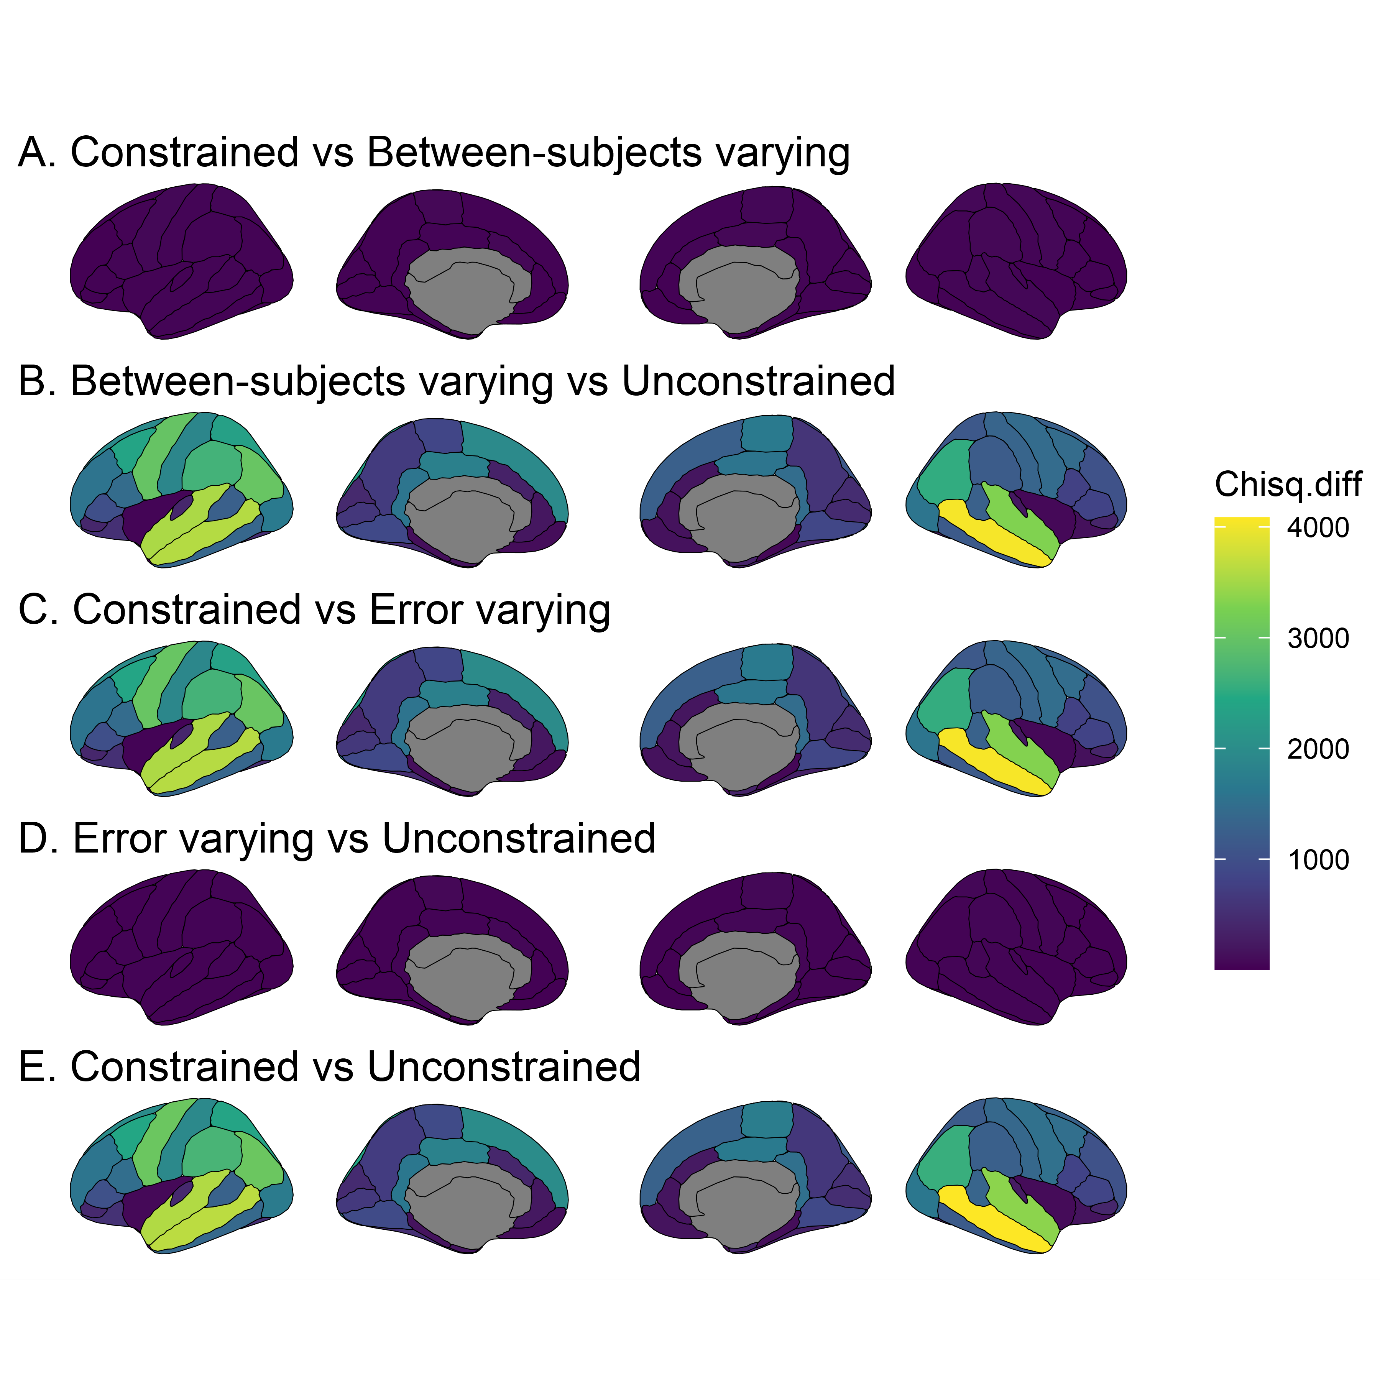 A. Constrained vs Between-subjects varying
B. Between-subjects varying vs Unconstrained
C. Constrained vs Error varying
D. Error varying vs Unconstrained
E. Constrained vs Unconstrained
Chisq.diff
4000
3000
2000
1000